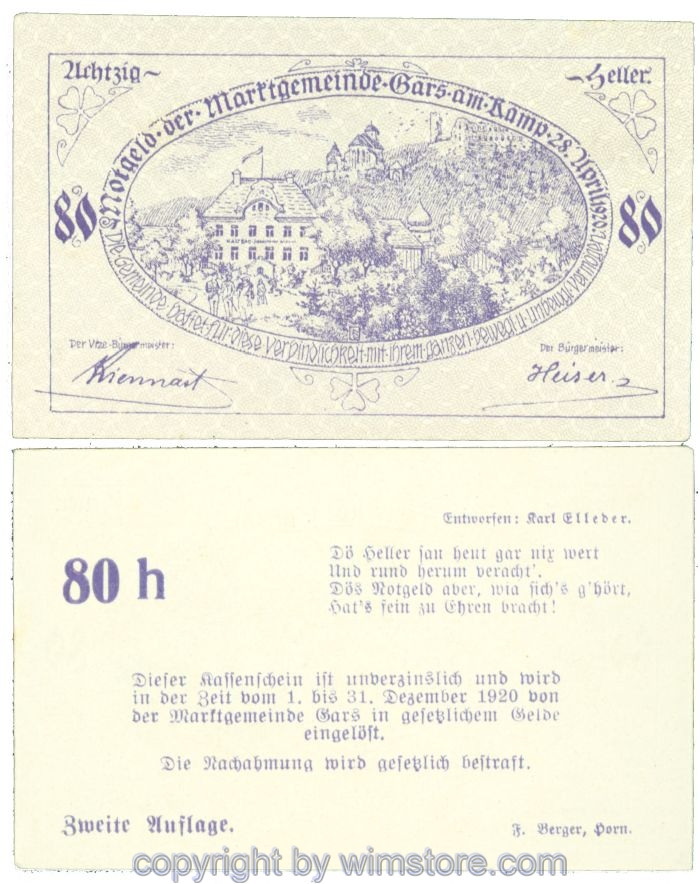 Achtzig~
~Heller.
Notgeld·der·Marktgemeinde·Gars·am·Kamp·28.April1920.
80
80
Die Gemeinde haftet für diese Verbindlichkeit mit ihrem ganzen bewegl. u. unbewegl. Vermögen
Der Vize-Bürgermeister:
Kiennast
Der Bürgermeister:
Heiser
Entworfen: Karl Elleder.
80 h
Dö Heller san heut gar nix wert
Und rund herum veracht'.
Dös Notgeld aber, wia sich's g'hört,
Hat's fein zu Ehren bracht!
Dieser Kassenschein ist unverzinslich und wird
in der Zeit vom 1. bis 31. Dezember 1920 von
der Marktgemeinde Gars in gesetzlichem Gelde
eingelöst.
Die Nachahmung wird gesetzlich bestraft.
Zweite Auflage.
F. Berger, Horn.
copyright by wimstore.com